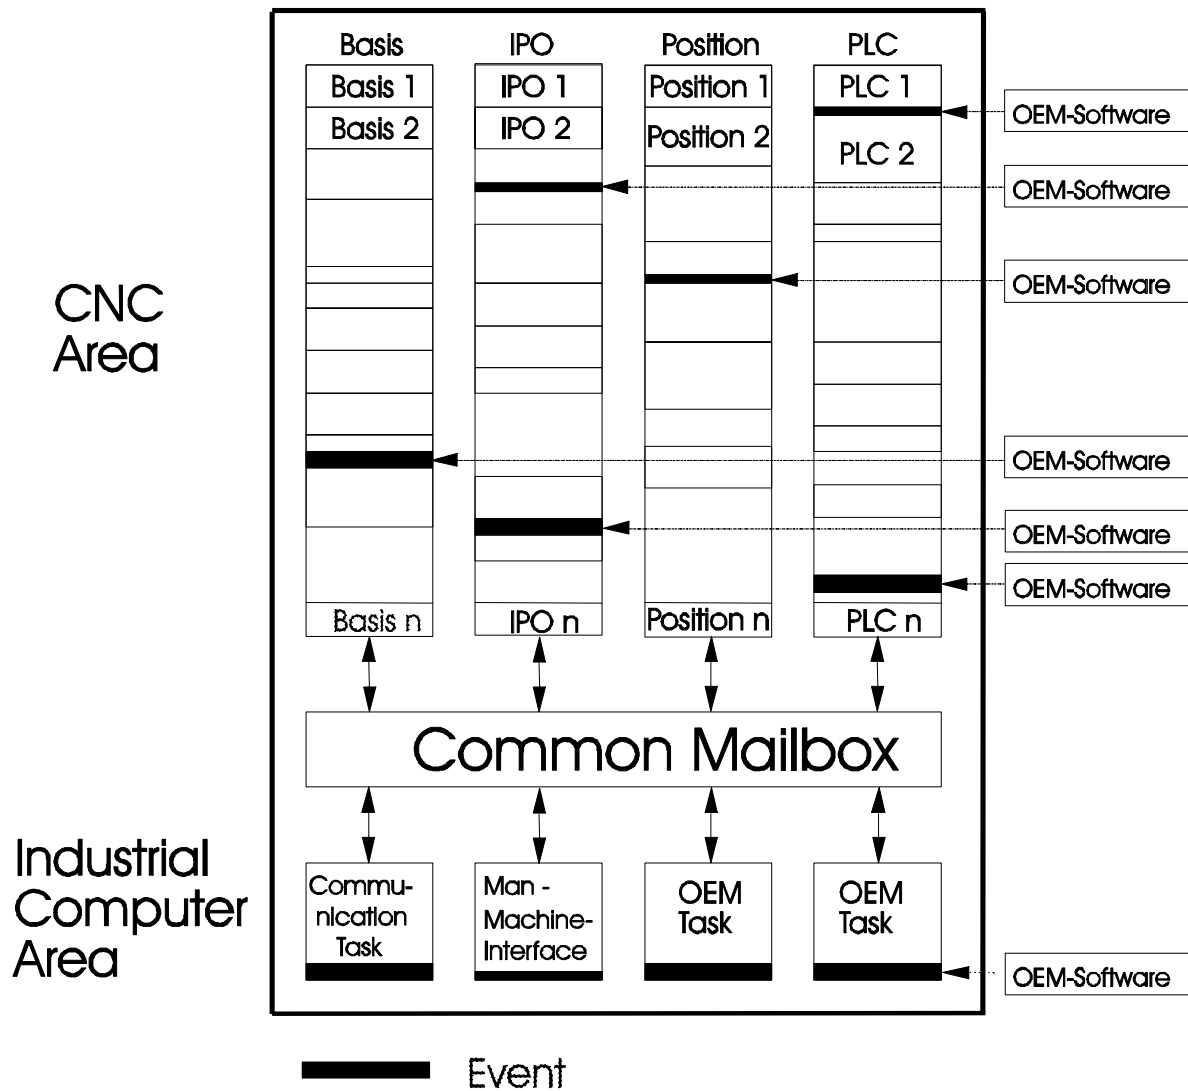 Basis IPO Position PLC
Basis 1 IPO 1 Position 1 PLC 1
OEM-Software
Basis 2 IPO 2 Position 2 PLC 2
OEM-Software
OEM-Software
CNC
Area
OEM-Software
OEM-Software
OEM-Software
Basis n IPO n Position n PLC n
Common Mailbox
Industrial
Computer
Area
Commu-
nication
Task
Man -
Machine-
Interface
OEM
Task
OEM
Task
OEM-Software
Event